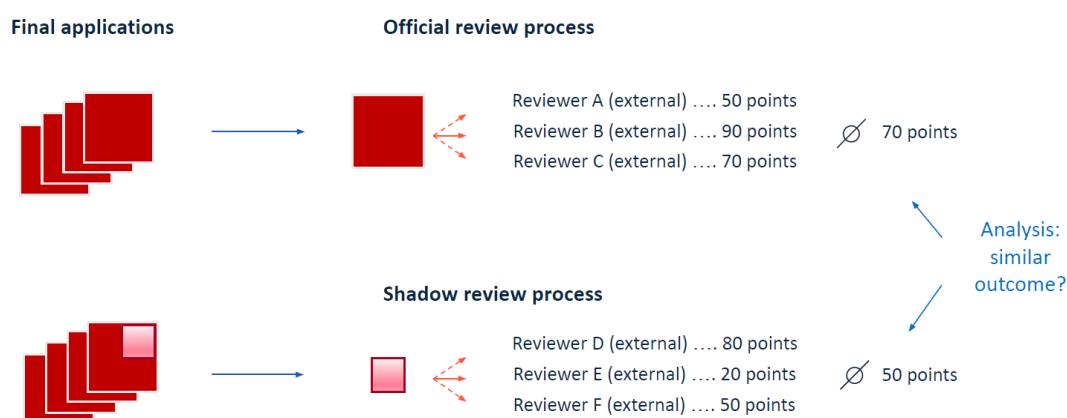 Final applications
Official review process
Reviewer A (external) .... 50 points
Reviewer B (external) .... 90 points
Reviewer C (external) .... 70 points
∅ 70 points
Analysis:
similar
outcome?
Shadow review process
Reviewer D (external) .... 80 points
Reviewer E (external) .... 20 points
Reviewer F (external) .... 50 points
∅ 50 points